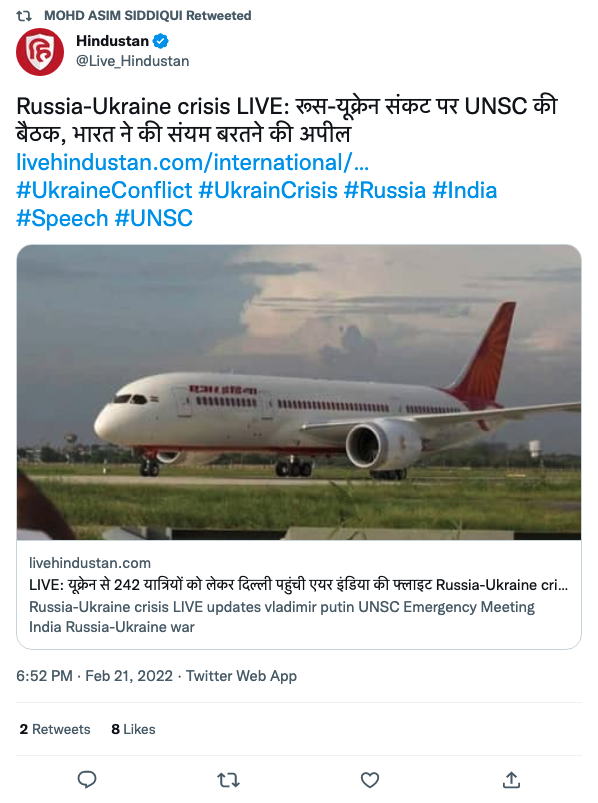 MOHD ASIM SIDDIQUI Retweeted
Hindustan
@Live_Hindustan
Russia-Ukraine crisis LIVE: रूस-यूक्रेन संकट पर UNSC की
बैठक, भारत ने की संयम बरतने की अपील
livehindustan.com/international/...
#UkraineConflict #UkrainCrisis #Russia #India
#Speech #UNSC
एअर इंडिया
livehindustan.com
LIVE: यूक्रेन से 242 यात्रियों को लेकर दिल्ली पहुंची एयर इंडिया की फ्लाइट Russia-Ukraine cri...
Russia-Ukraine crisis LIVE updates vladimir putin UNSC Emergency Meeting
India Russia-Ukraine war
6:52 PM · Feb 21, 2022 · Twitter Web App
2 Retweets 8 Likes